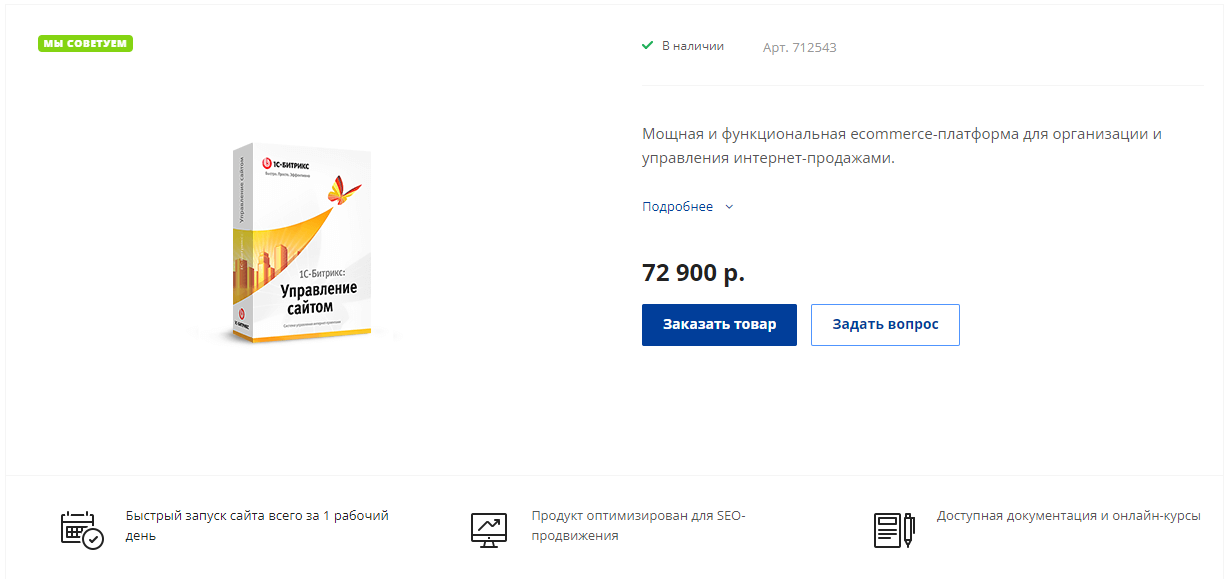 МЫ СОВЕТУЕМ
В наличии
Арт. 712543
Мощная и функциональная ecommerce-платформа для организации и
управления интернет-продажами.
Подробнее
72 900 р.
Заказать товар
Задать вопрос
1С-БИТРИКС
Быстро. Просто. Эффективно.
Управление сайтом
1С-Битрикс:
Управление
сайтом
Система управления интернет-проектами
1С-БИТРИКС
Быстрый запуск сайта всего за 1 рабочий
день
Продукт оптимизирован для SEO-
продвижения
Доступная документация и онлайн-курсы